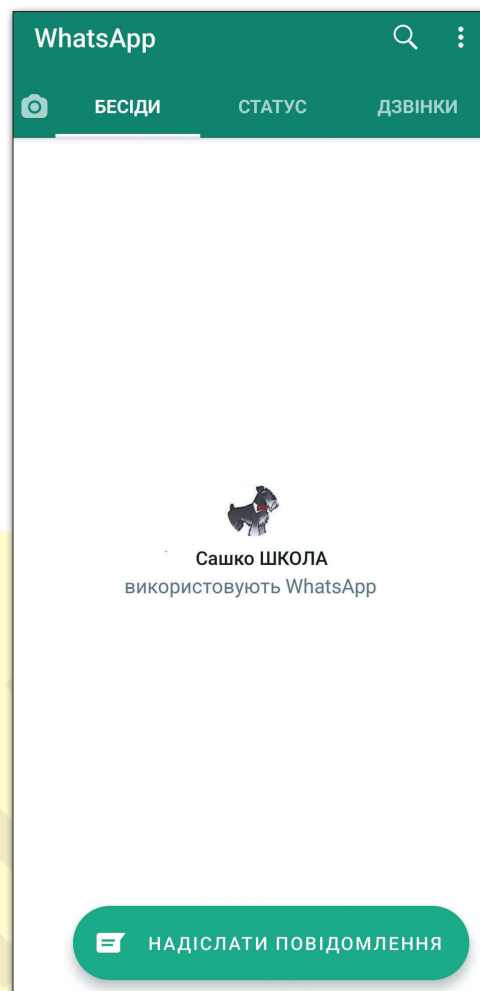 WhatsApp
БЕСІДИ СТАТУС ДЗВІНКИ
Сашко ШКОЛА
використовують WhatsApp
НАДІСЛАТИ ПОВІДОМЛЕННЯ